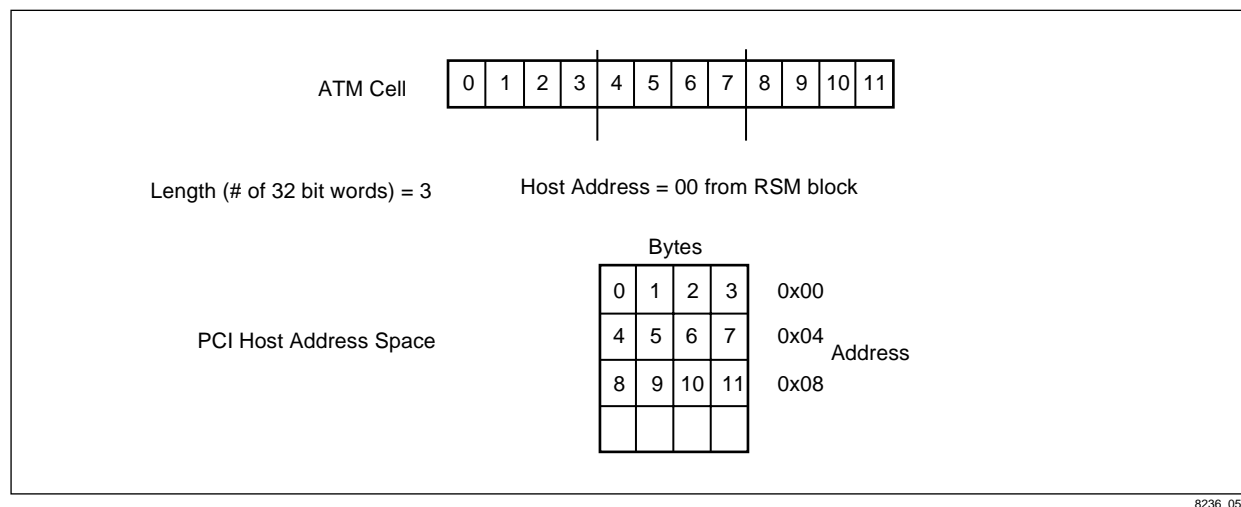 ATM Cell 0 1 2 3 4 5 6 7 8 9 10 11
Length (# of 32 bit words) = 3 Host Address = 00 from RSM block
Bytes
0 1 2 3 0x00
PCI Host Address Space 4 5 6 7 0x04
Address
8 9 10 11 0x08
8236_05